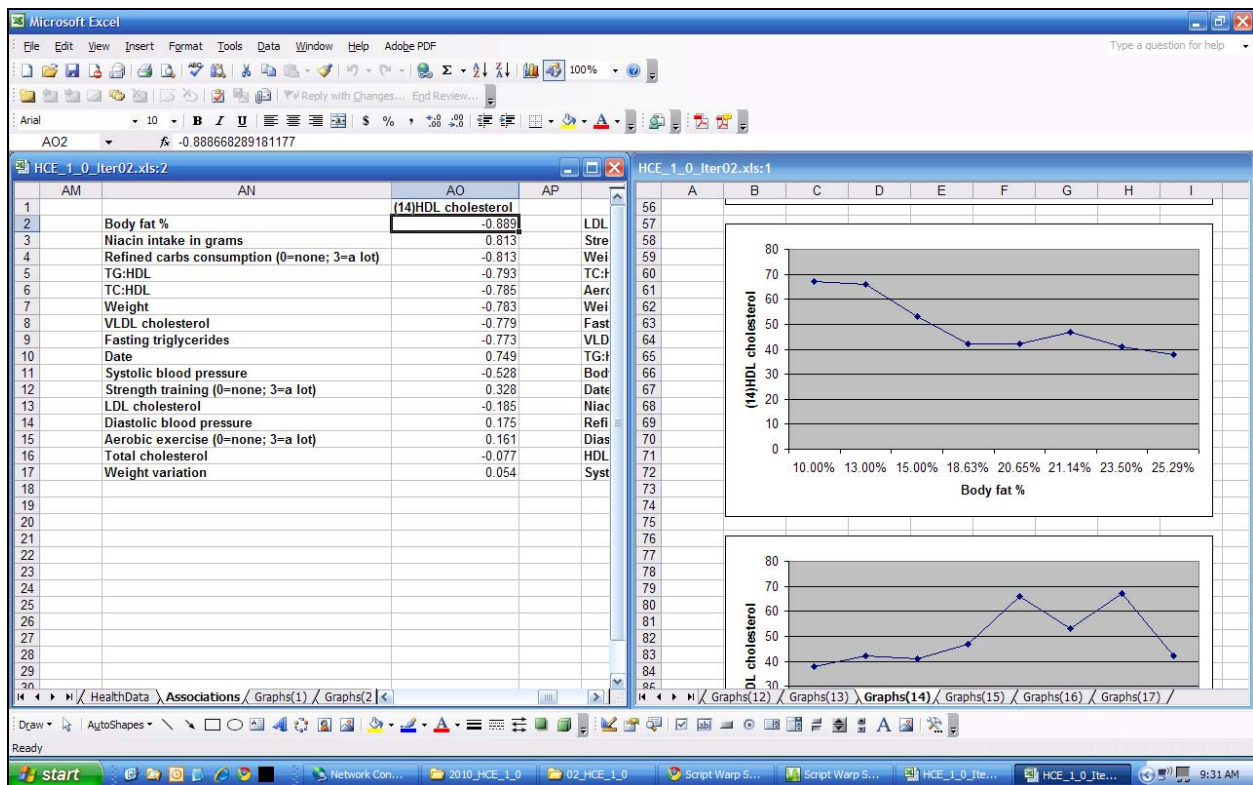 Microsoft Excel
File Edit View Insert Format Tools Data Window Help Adobe PDF
Type a question for help
100%
Reply with Changes... End Review...
Arial 10 B I U $ % ,
AO2 fx -0.888668289181177
HCE_1_0_Iter02.xls:2
AM AN AO AP
1 (14)HDL cholesterol
2 Body fat % -0.889 LDL
3 Niacin intake in grams 0.813 Stre
4 Refined carbs consumption (0=none; 3=a lot) -0.813 Wei
5 TG:HDL -0.793 TC:H
6 TC:HDL -0.785 Aero
7 Weight -0.783 Wei
8 VLDL cholesterol -0.779 Fast
9 Fasting triglycerides -0.773 VLD
10 Date 0.749 TG:H
11 Systolic blood pressure -0.528 Bod
12 Strength training (0=none; 3=a lot) 0.328 Date
13 LDL cholesterol -0.185 Niac
14 Diastolic blood pressure 0.175 Refi
15 Aerobic exercise (0=none; 3=a lot) 0.161 Dias
16 Total cholesterol -0.077 HDL
17 Weight variation 0.054 Syst
18
19
20
21
22
23
24
25
26
27
28
29
30
HealthData Associations Graphs(1) Graphs(2
HCE_1_0_Iter02.xls:1
A B C D E F G H I
56
57
58
59
60
61
62
63
64
65
66
67
68
69
70
71
72
73
74
75
76
77
78
79
80
81
82
83
84
85
80
70
60
50
40
30
20
10
0
(14)HDL cholesterol
10.00% 13.00% 15.00% 18.63% 20.65% 21.14% 23.50% 25.29%
Body fat %
80
70
60
50
40
30
DL cholesterol
Graphs(12) Graphs(13) Graphs(14) Graphs(15) Graphs(16) Graphs(17)
Draw AutoShapes
Ready
start Network Con... 2010_HCE_1_0 02_HCE_1_0 Script Warp S... Script Warp S... HCE_1_0_Ite... HCE_1_0_Ite... 9:31 AM